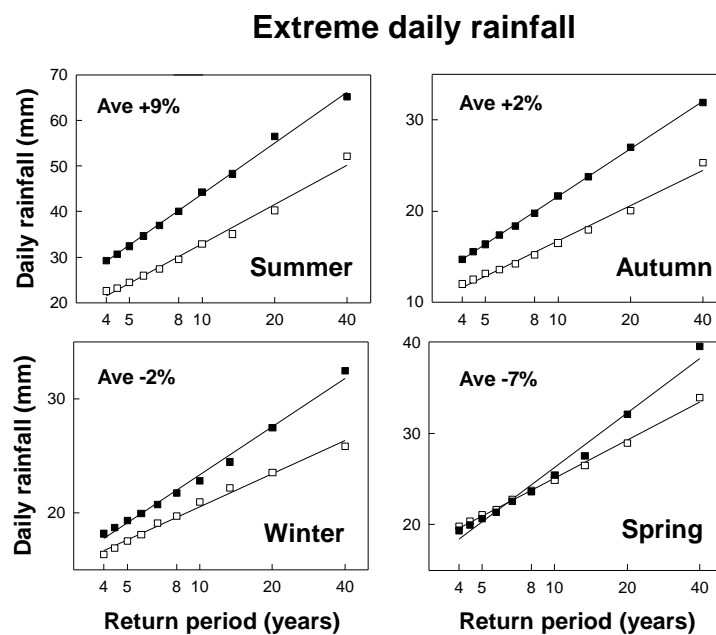 Extreme daily rainfall
Daily rainfall (mm)
70
60
50
40
30
20
Ave +9%
Summer
4 5 8 10 20 40
30
20
10
Ave +2%
Autumn
4 5 8 10 20 40
Daily rainfall (mm)
30
20
Ave -2%
Winter
4 5 8 10 20 40
Return period (years)
40
30
20
Ave -7%
Spring
4 5 8 10 20 40
Return period (years)